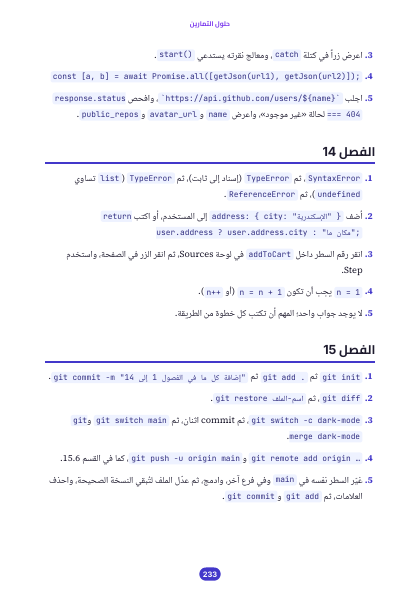 حلول التمارين
3. اعرض زرأ في كتلة catch ، ومعالج نقرته يستدعي start() .
4. const [a, b] = await Promise.all([getJson(url1), getJson(url2)]);
5. اجلب `https://api.github.com/users/${name}` ، وافحص response.status
=== 404 لحالة «غير موجود»، واعرض name و avatar_url و public_repos .
الفصل 14
1. SyntaxError ، ثم TypeError (إسناد إلى ثابت)، ثم TypeError ( list تساوي
undefined )، ثم ReferenceError .
2. أضف address: { city: "الإسكندرية" } إلى المستخدم، أو اكتب return
user.address ? user.address.city : "مكان ما";
3. انقر رقم السطر داخل addToCart في لوحة Sources، ثم انقر الزر في الصفحة، واستخدم
Step.
4. n = 1 يجب أن تكون n = n + 1 (أو n++ ).
5. لا يوجد جواب واحد؛ المهم أن تكتب كل خطوة من الطريقة.
الفصل 15
1. git init ثم git add . ثم git commit -m "إضافة كل ما في الفصول 1 إلى 14" .
2. git diff ، ثم git restore اسم-الملف .
3. git switch -c dark-mode ، ثم commit اثنان، ثم git switch main و git
merge dark-mode.
4. git remote add origin … و git push -u origin main ، كما في القسم 15.6.
5. غيّر السطر نفسه في main وفي فرع آخر، وادمج، ثم عدّل الملف لتُبقي النسخة الصحيحة، واحذف
العلامات، ثم git add و git commit .
233